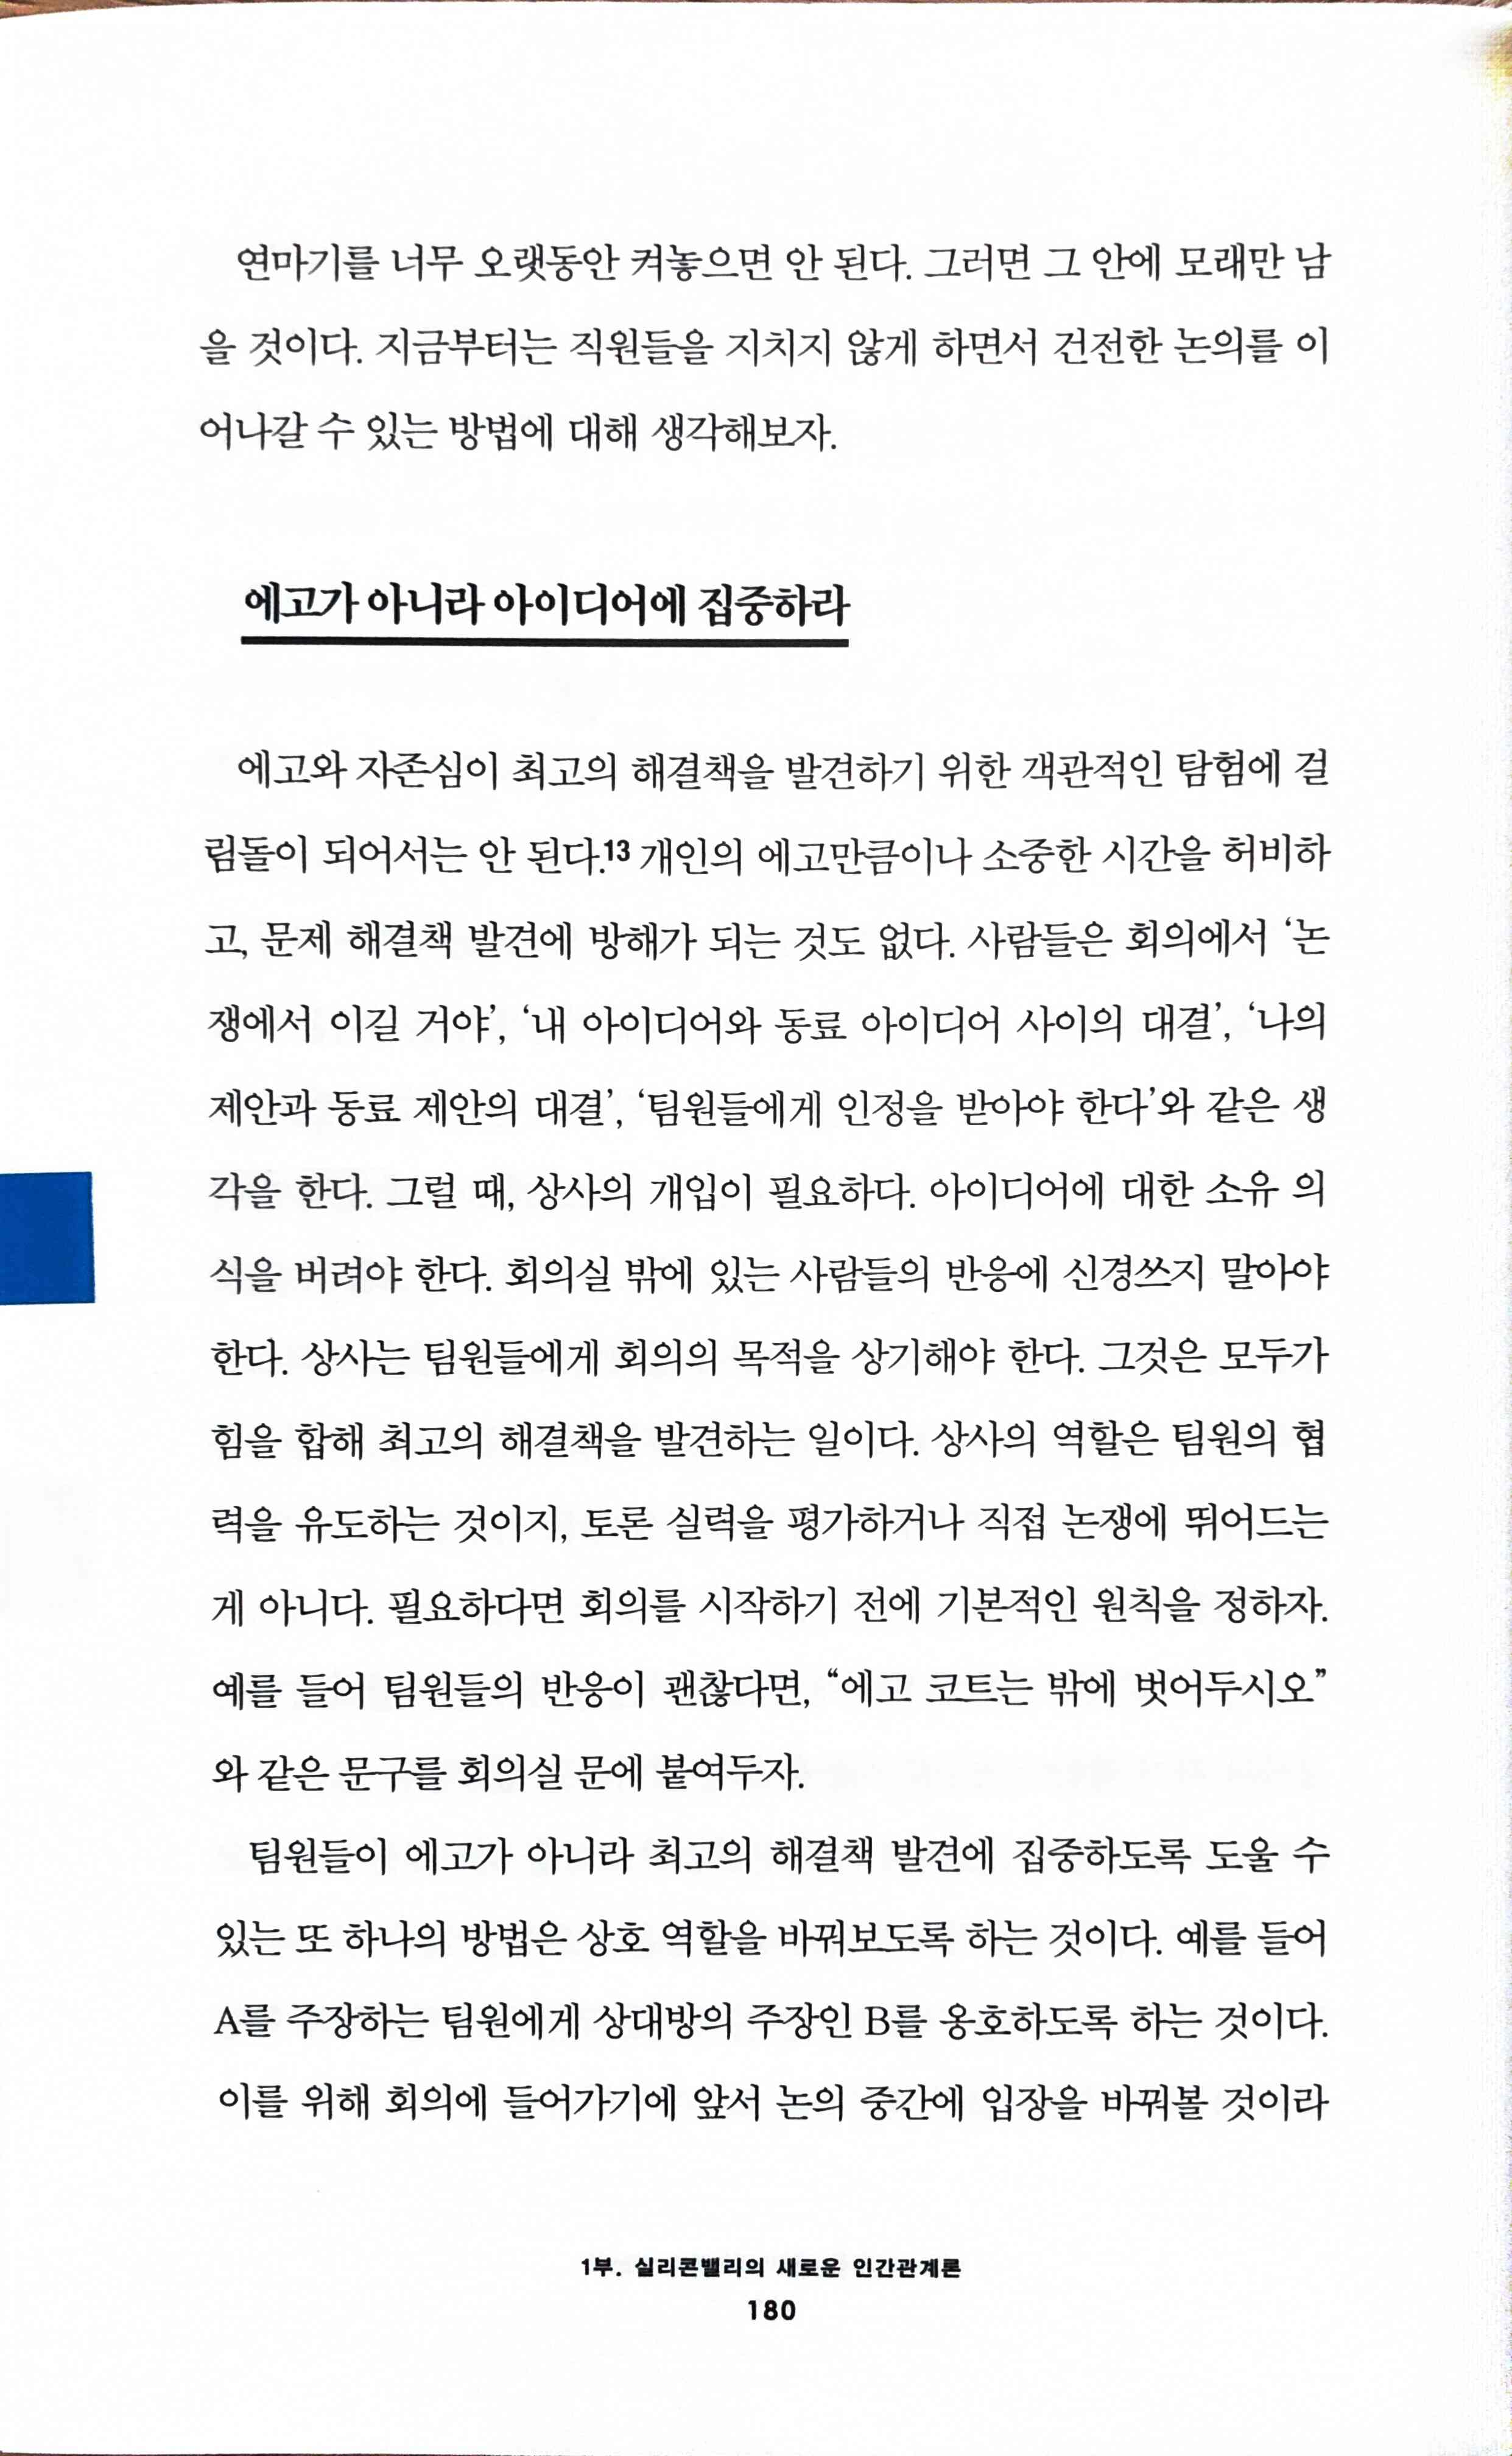 연마기를 너무 오랫동안 켜놓으면 안 된다. 그러면 그 안에 모래만 남
을 것이다. 지금부터는 직원들을 지치지 않게 하면서 건전한 논의를 이
어나갈 수 있는 방법에 대해 생각해보자.
에고가 아니라 아이디어에 집중하라
에고와 자존심이 최고의 해결책을 발견하기 위한 객관적인 탐험에 걸
림돌이 되어서는 안 된다.13 개인의 에고만큼이나 소중한 시간을 허비하
고, 문제 해결책 발견에 방해가 되는 것도 없다. 사람들은 회의에서 ‘논
쟁에서 이길 거야’, ‘내 아이디어와 동료 아이디어 사이의 대결’, ‘나의
제안과 동료 제안의 대결’, ‘팀원들에게 인정을 받아야 한다’와 같은 생
각을 한다. 그럴 때, 상사의 개입이 필요하다. 아이디어에 대한 소유 의
식을 버려야 한다. 회의실 밖에 있는 사람들의 반응에 신경쓰지 말아야
한다. 상사는 팀원들에게 회의의 목적을 상기해야 한다. 그것은 모두가
힘을 합해 최고의 해결책을 발견하는 일이다. 상사의 역할은 팀원의 협
력을 유도하는 것이지, 토론 실력을 평가하거나 직접 논쟁에 뛰어드는
게 아니다. 필요하다면 회의를 시작하기 전에 기본적인 원칙을 정하자.
예를 들어 팀원들의 반응이 괜찮다면, “에고 코트는 밖에 벗어두시오”
와 같은 문구를 회의실 문에 붙여두자.
팀원들이 에고가 아니라 최고의 해결책 발견에 집중하도록 도울 수
있는 또 하나의 방법은 상호 역할을 바꿔보도록 하는 것이다. 예를 들어
A를 주장하는 팀원에게 상대방의 주장인 B를 옹호하도록 하는 것이다.
이를 위해 회의에 들어가기에 앞서 논의 중간에 입장을 바꿔볼 것이라
1부. 실리콘밸리의 새로운 인간관계론
180